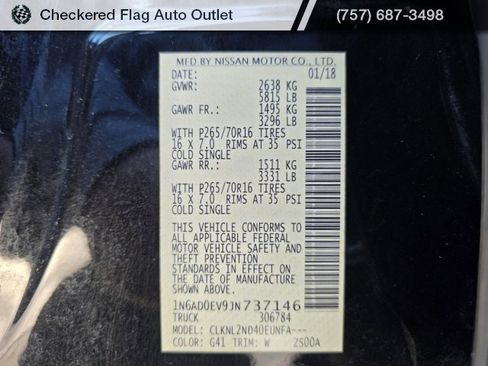 Checkered Flag Auto Outlet
(757) 687-3498
MFD BY NISSAN MOTOR CO., LTD.
DATE: 01/18
GVWR: 2638 KG
5815 LB
GAWR FR.: 1495 KG
3296 LB
WITH P265/70R16 TIRES
16 X 7.0 RIMS AT 35 PSI
COLD SINGLE
GAWR RR.: 1511 KG
3331 LB
WITH P265/70R16 TIRES
16 X 7.0 RIMS AT 35 PSI
COLD SINGLE
THIS VEHICLE CONFORMS TO
ALL APPLICABLE FEDERAL
MOTOR VEHICLE SAFETY AND
THEFT PREVENTION
STANDARDS IN EFFECT ON
THE DATE OF MANUFACTURE
SHOWN ABOVE.
1N6AD0EV9JN737146
TRUCK 306784
MODEL: CLKNL2ND40EUNFA---
COLOR: G41 TRIM: W ZS00A